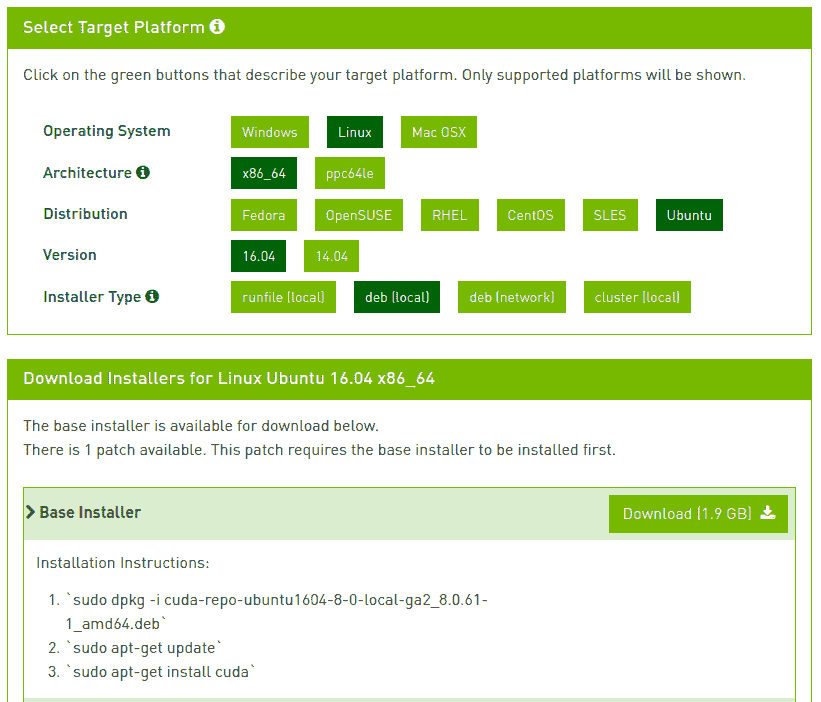 Select Target Platform
Click on the green buttons that describe your target platform. Only supported platforms will be shown.
Operating System Windows Linux Mac OSX
Architecture x86_64 ppc64le
Distribution Fedora OpenSUSE RHEL CentOS SLES Ubuntu
Version 16.04 14.04
Installer Type runfile (local) deb (local) deb (network) cluster (local)
Download Installers for Linux Ubuntu 16.04 x86_64
The base installer is available for download below.
There is 1 patch available. This patch requires the base installer to be installed first.
Base Installer Download (1.9 GB)
Installation Instructions:
1. `sudo dpkg -i cuda-repo-ubuntu1604-8-0-local-ga2_8.0.61-
1_amd64.deb`
2. `sudo apt-get update`
3. `sudo apt-get install cuda`